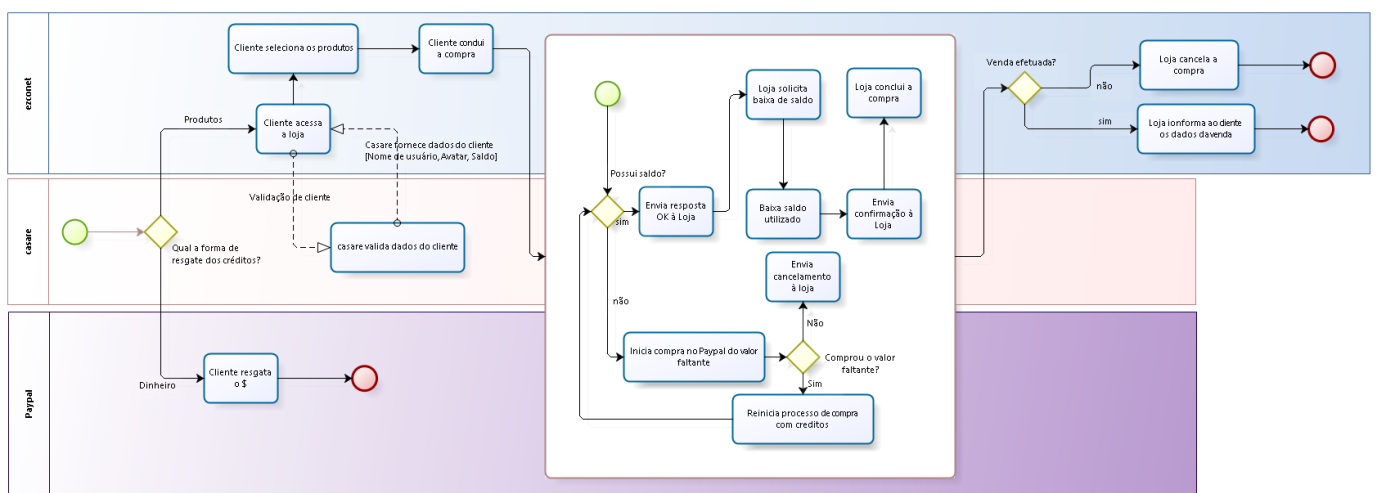 ezconet
Cliente seleciona os produtos
Cliente condui
a compra
Produtos
Cliente acessa
a loja
Casare fornece dados do cliente
[Nome de usuário, Avatar, Saldo]
Validação de cliente
casare
casare valida dados do cliente
Qual a forma de
resgate dos créditos?
Paypal
Dinheiro
Cliente resgata
o $
Loja solicita
baixa de saldo
Loja conclui a
compra
Possui saldo?
sim
Envia resposta
OK à Loja
Baixa saldo
utilizado
Envia
confirmação à
Loja
não
Envia
cancelamento
à loja
Não
Inicia compra no Paypal do valor
faltante
Comprou o valor
faltante?
Sim
Reinicia processo de compra
com creditos
Venda efetuada?
Loja cancela a
compra
não
sim
Loja ionforma ao diente
os dados da venda